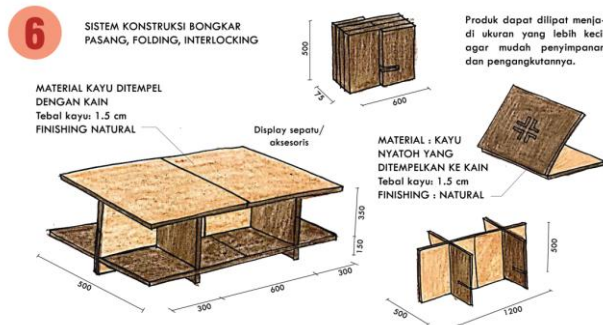 6
SISTEM KONSTRUKSI BONGKAR
PASANG, FOLDING, INTERLOCKING
500
75
600
Produk dapat dilipat menja-
di ukuran yang lebih keci
agar mudah penyimpanan
dan pengangkutannya.
MATERIAL KAYU DITEMPEL
DENGAN KAIN
Tebal kayu: 1.5 cm
FINISHING NATURAL
Display sepatu/
aksesoris
MATERIAL : KAYU
NYATOH YANG
DITEMPELKAN KE KAIN
Tebal kayu: 1.5 cm
FINISHING : NATURAL
350
150
300
600
300
500
500
500
1200